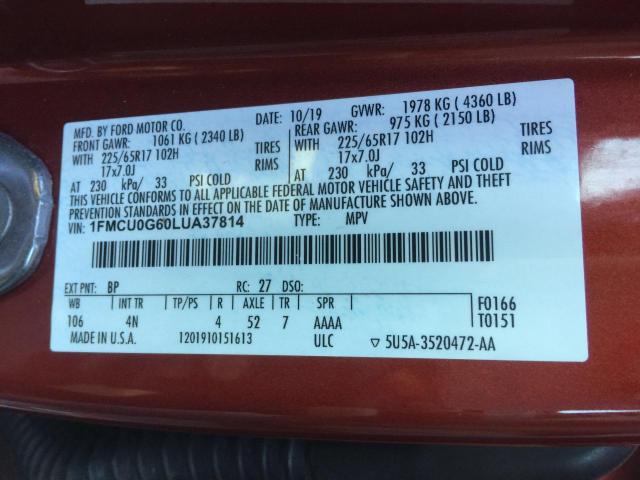 MFD. BY FORD MOTOR CO. DATE: 10/19 GVWR: 1978 KG ( 4360 LB)
FRONT GAWR: 1061 KG ( 2340 LB) REAR GAWR: 975 KG ( 2150 LB)
WITH 225/65R17 102H TIRES WITH 225/65R17 102H TIRES
17x7.0J RIMS 17x7.0J RIMS
AT 230 kPa/ 33 PSI COLD AT 230 kPa/ 33 PSI COLD
THIS VEHICLE CONFORMS TO ALL APPLICABLE FEDERAL MOTOR VEHICLE SAFETY AND THEFT
PREVENTION STANDARDS IN EFFECT ON THE DATE OF MANUFACTURE SHOWN ABOVE.
VIN: 1FMCU0G60LUA37814 TYPE: MPV
EXT PNT: BP RC: 27 DSO: F0166
WB INT TR TP/PS R AXLE TR SPR T0151
106 4N 4 52 7 AAAA
MADE IN U.S.A. 1201910151613 ULC ▽ 5U5A-3520472-AA